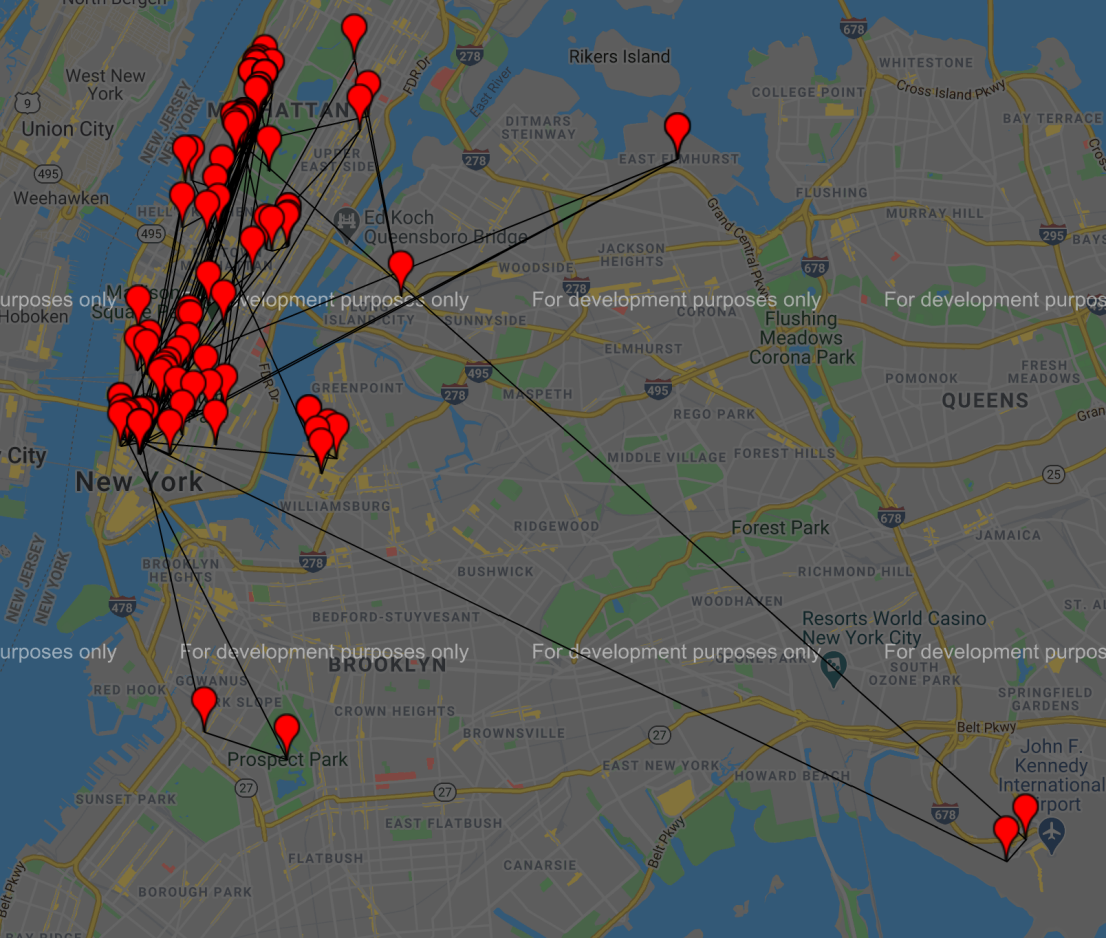 North Bergen
678
Rikers Island
WHITESTONE
278
FDR Dr
West New
York
COLLEGE POINT
Cross Island Pkwy
East River
9
NEW JERSEY
NEW YORK
Union City
DITMARS
STEINWAY
BAY TERRACE
278
UPPER
EAST SIDE
EAST ELMHURST
495
Weehawken
FLUSHING
MURRAY HILL
Ed Koch
Queensboro Bridge
Grand Central Pkwy
495
295
BAYS
JACKSON
HEIGHTS
WOODSIDE
678
278
urposes only
development purposes only
For development purposes only
For development purpos
Hoboken
Square
ISLAND CITY
SUNNYSIDE
CORONA
Flushing
Meadows
Corona Park
ELMHURST
FRESH
MEADOWS
FDR Dr
GREENPOINT
495
278
MASPETH
495
POMONOK
QUEENS
REGO PARK
Gran
City
MIDDLE VILLAGE
FOREST HILLS
25
New York
WILLIAMSBURG
RIDGEWOOD
Forest Park
678
JAMAICA
NEW JERSEY
NEW YORK
BROOKLYN
HEIGHTS
278
BUSHWICK
RICHMOND HILL
478
BEDFORD-STUYVESANT
WOODHAVEN
ST. AL
Resorts World Casino
New York City
urposes only
For development purposes only
For development purposes only
For development purpos
BROOKLYN
OZONE PARK
SOUTH
OZONE PARK
GOWANUS
RED HOOK
CROWN HEIGHTS
SPRINGFIELD
GARDENS
BROWNSVILLE
27
Belt Pkwy
Prospect Park
EAST NEW YORK
HOWARD BEACH
John F.
Kennedy
International
Airport
27
27
SUNSET PARK
678
EAST FLATBUSH
Belt Pkwy
FLATBUSH
CANARSIE
Belt Pkwy
BOROUGH PARK
BAY RIDGE